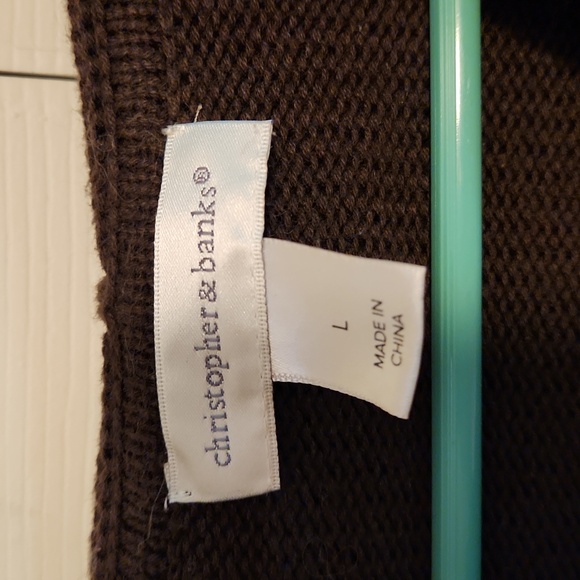 christopher & banks®
L
MADE IN
CHINA